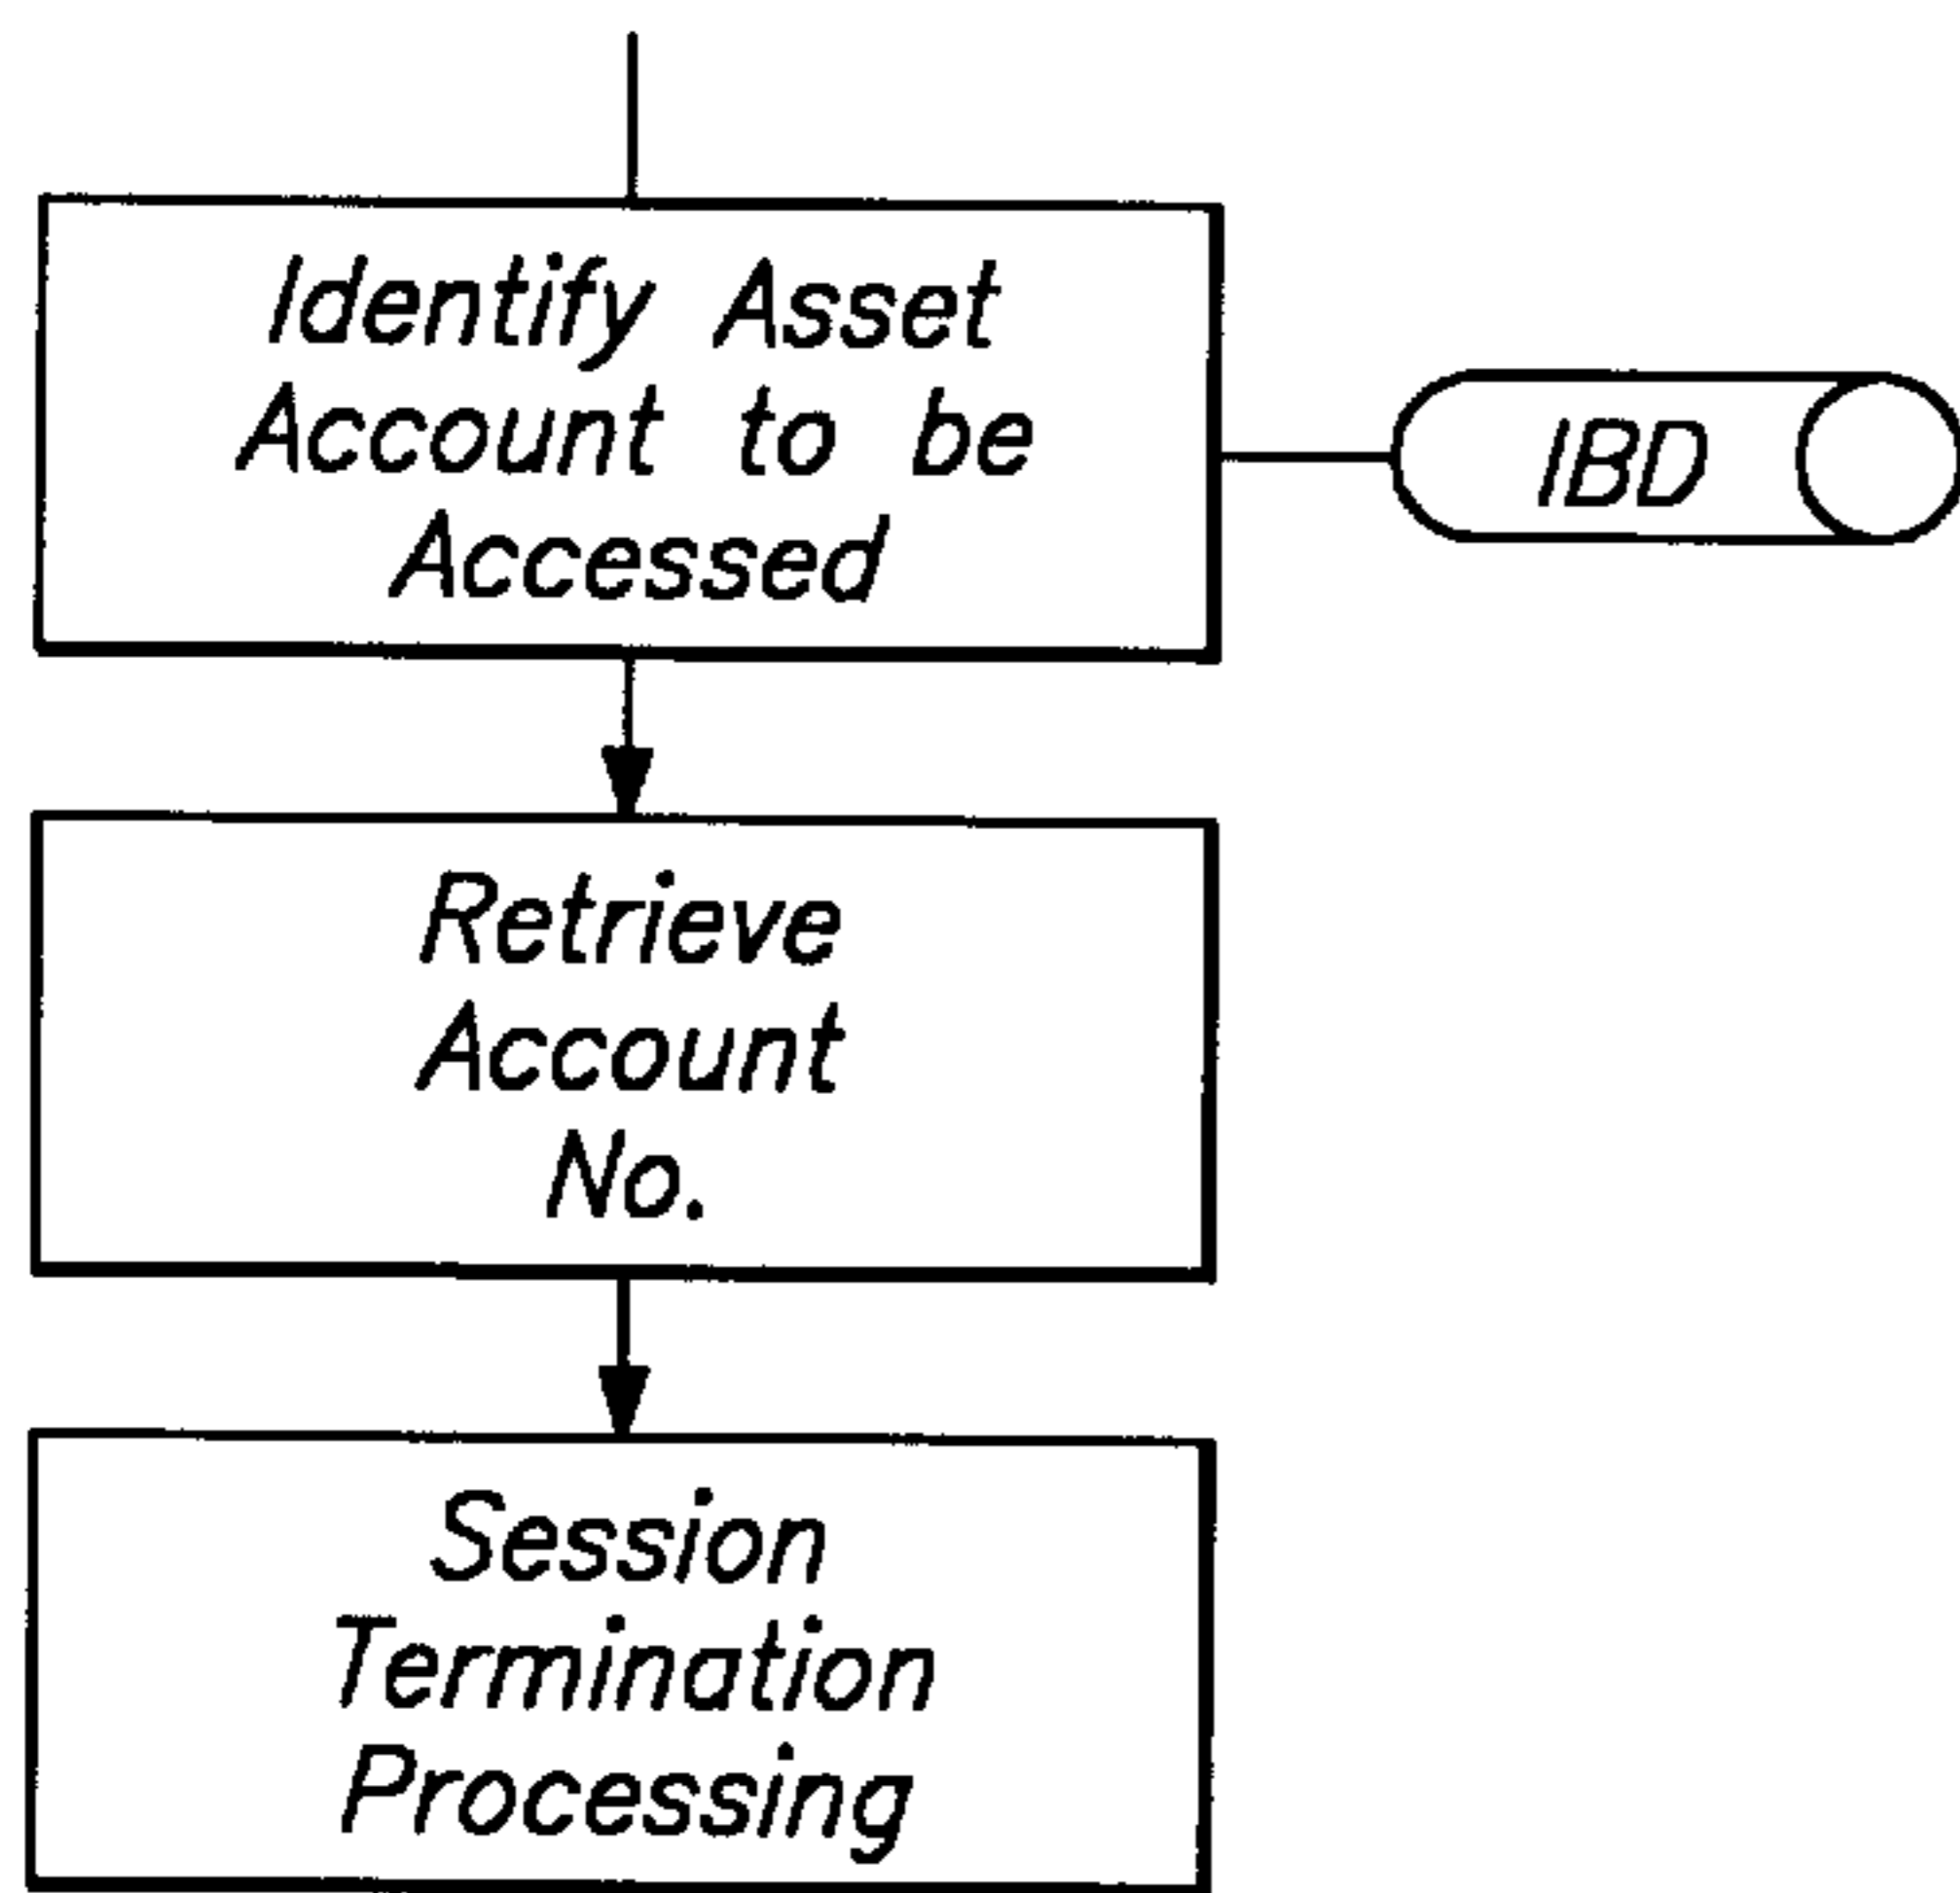 Identify Asset
Account to be
Accessed
IBD
Retrieve
Account
No.
Session
Termination
Processing